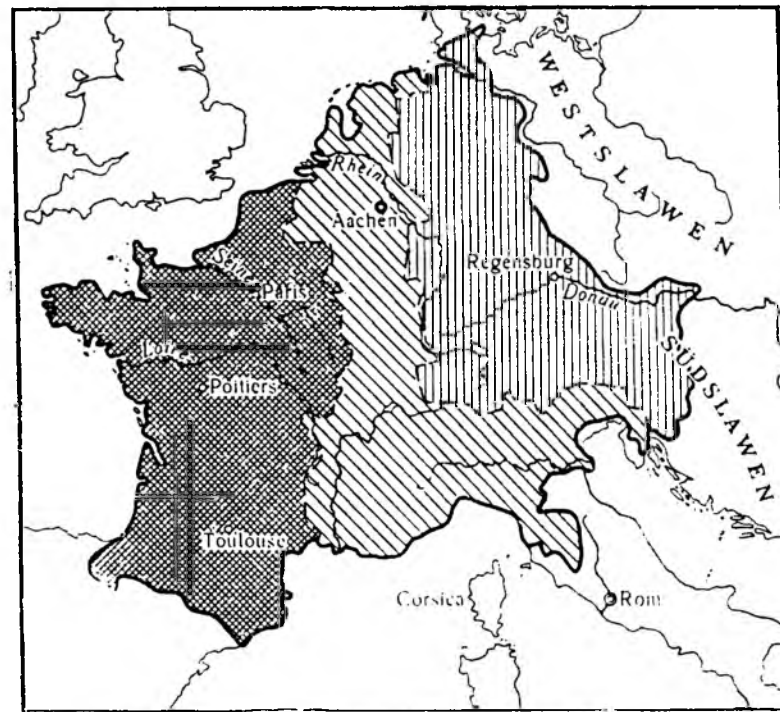 WESTSLAWEN
Rhein
Aachen
Regensburg
Donau
Seine
Paris
SÜDSLAWEN
Loire
Poitiers
Toulouse
Corsica
Rom